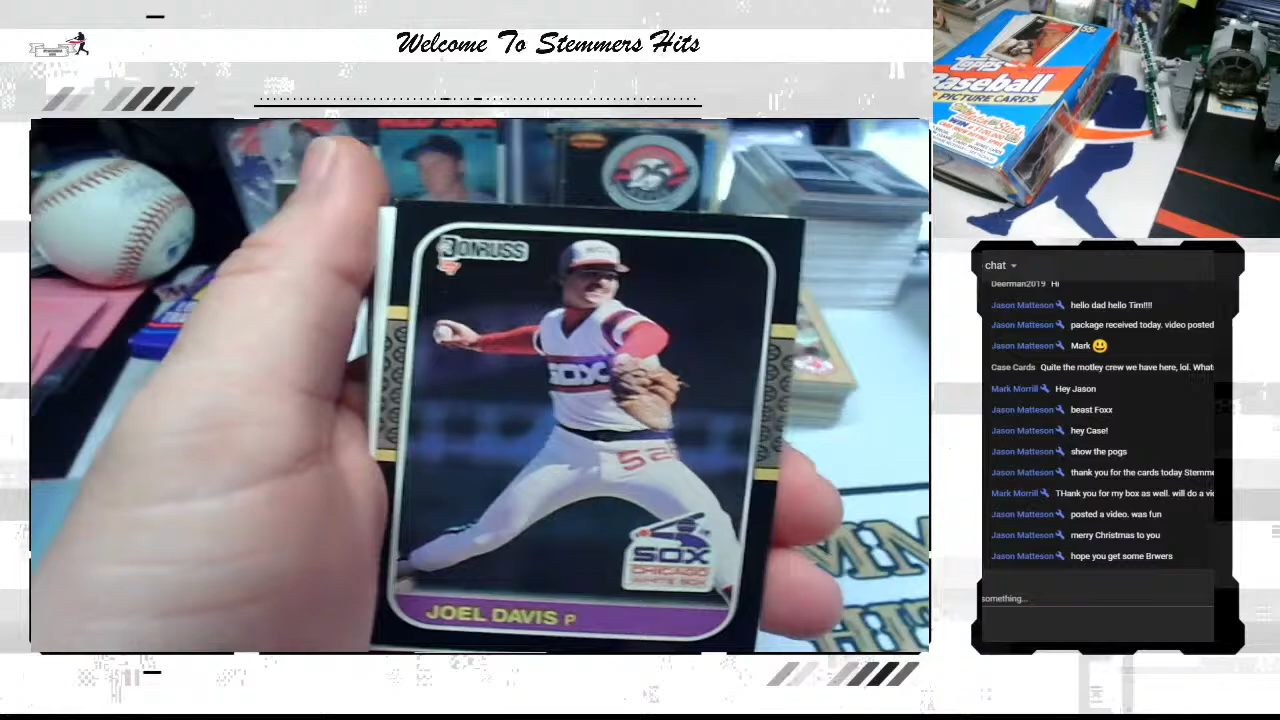 Welcome To Stemmers Hits
DONRUSS
WSOX
SOX
52
SOX
CHICAGO
WHITE SOX
JOEL DAVIS P
25
topps
Baseball
PICTURE CARDS
WIN
chat
Deerman2019 Hi
Jason Matteson hello dad hello Tim!!!!
Jason Matteson package received today. video posted
Jason Matteson Mark 😃
Case Cards Quite the motley crew we have here, lol. What
Mark Morrill Hey Jason
Jason Matteson beast Foxx
Jason Matteson hey Case!
Jason Matteson show the pogs
Jason Matteson thank you for the cards today Stemme
Mark Morrill THank you for my box as well. will do a vi
Jason Matteson posted a video. was fun
Jason Matteson merry Christmas to you
Jason Matteson hope you get some Brwers
something...